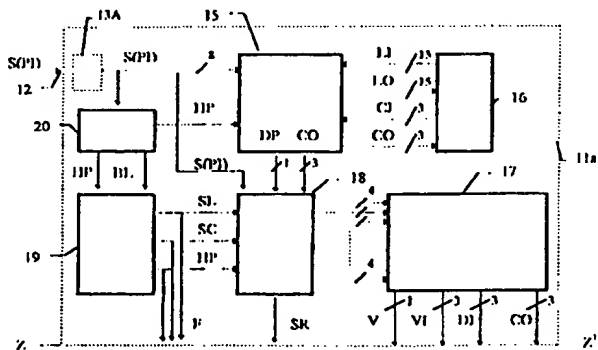 13A
15
S(PI)
S(PI)
8
LI
15
LO
15
CI
3
CO
3
12
16
20
HP
DP
CO
11a
HP
BL
S(PI)
1
3
18
17
SL
4
SC
19
HP
4
F
SR
V
1
VI
3
DI
3
CO
3
Z
Z'